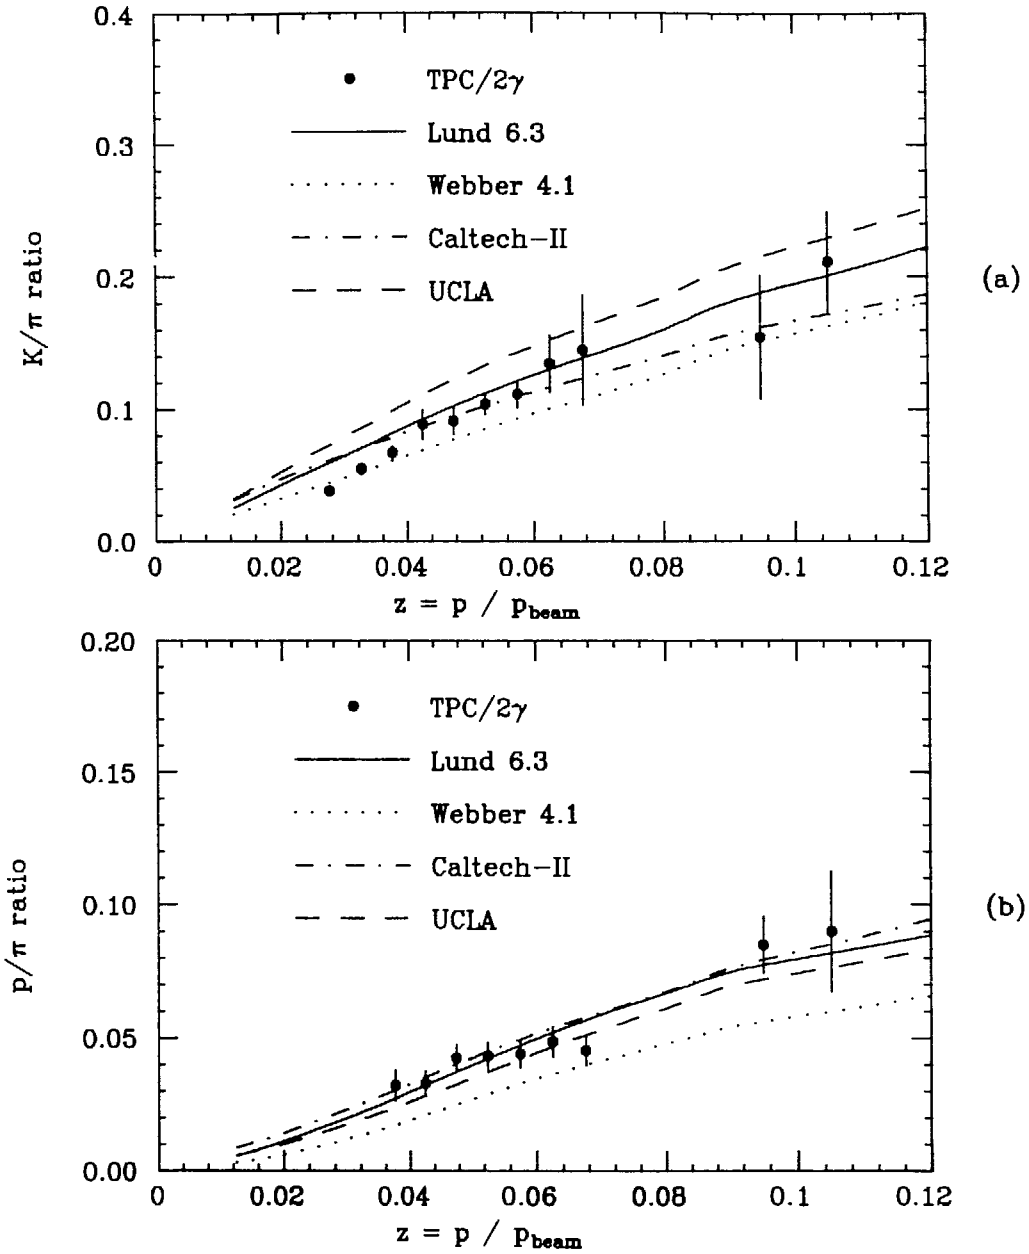 0.4
0.3
0.2
0.1
0.0
K/π ratio
TPC/2γ
Lund 6.3
Webber 4.1
Caltech-II
UCLA
(a)
0 0.02 0.04 0.06 0.08 0.1 0.12
z = p / p_beam
0.20
0.15
0.10
0.05
0.00
p/π ratio
TPC/2γ
Lund 6.3
Webber 4.1
Caltech-II
UCLA
(b)
0 0.02 0.04 0.06 0.08 0.1 0.12
z = p / p_beam